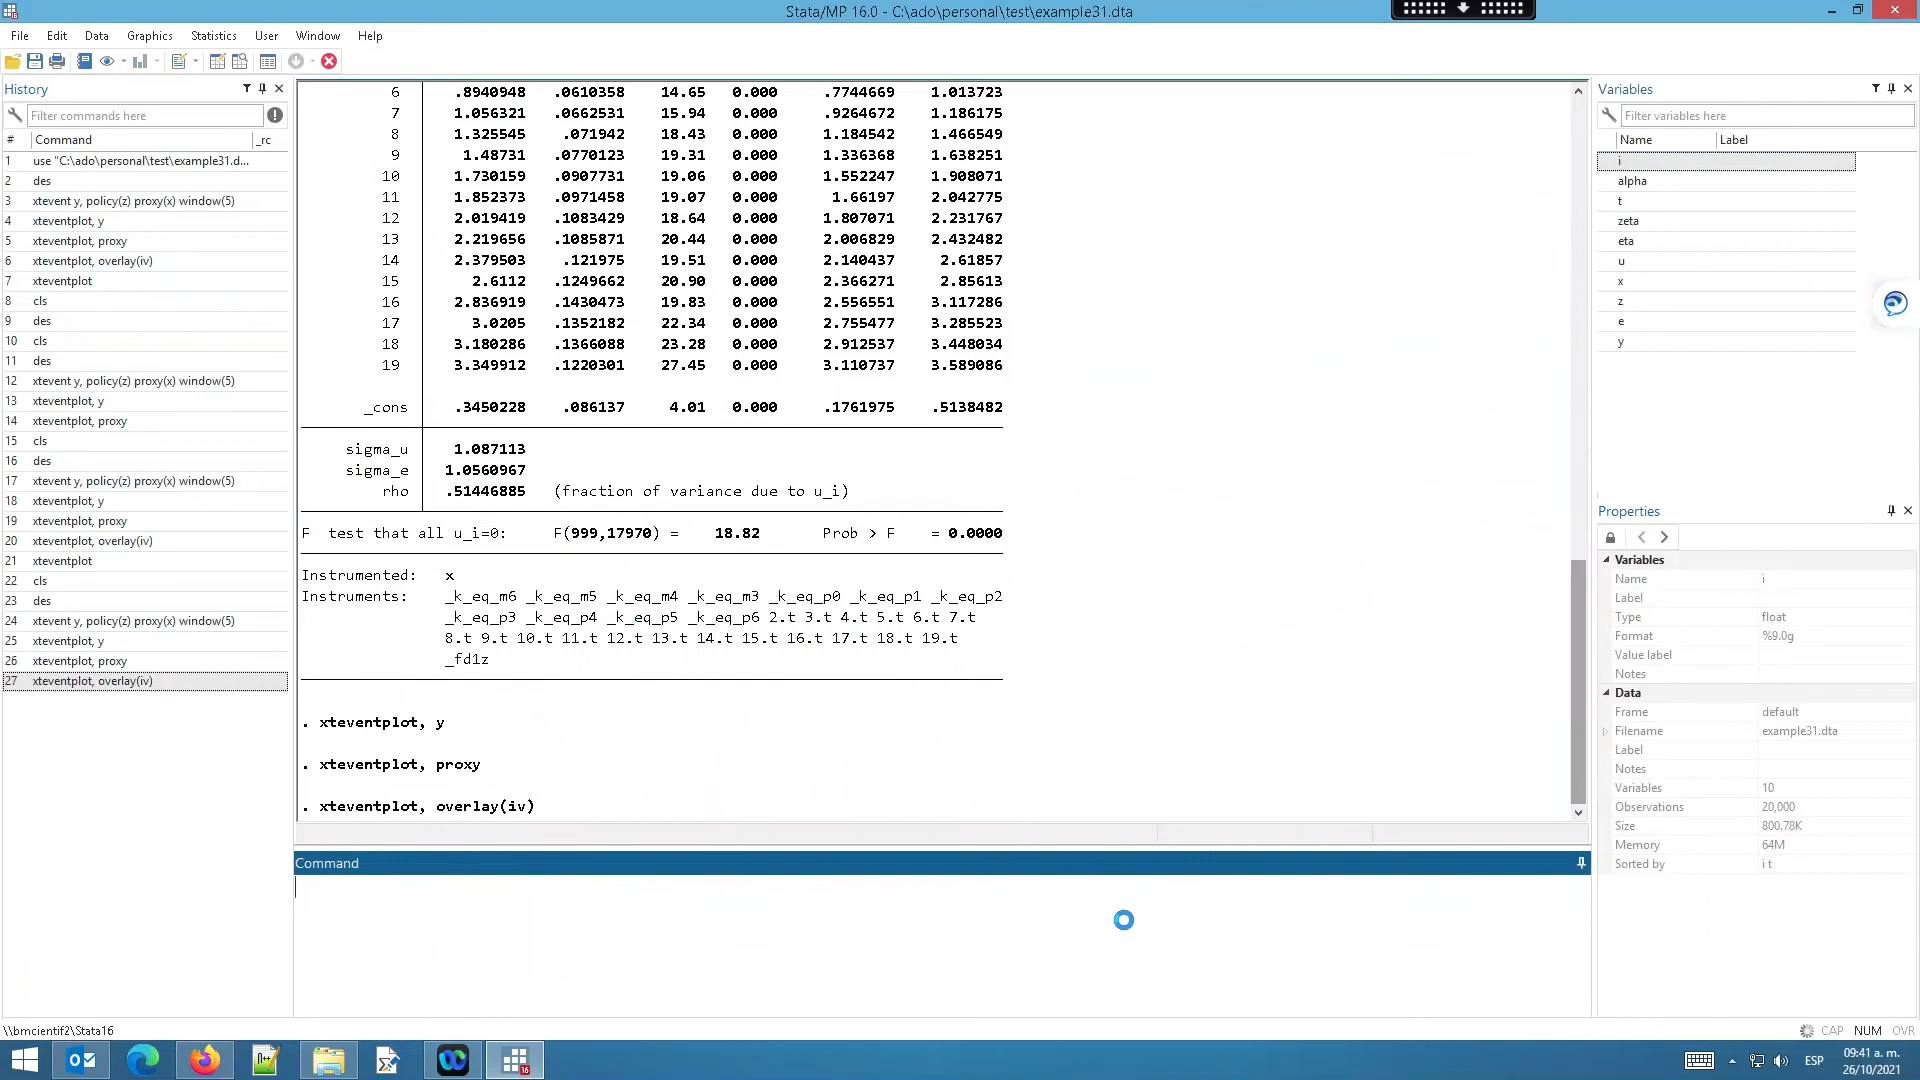 Stata/MP 16.0 - C:\ado\personal\test\example31.dta
File Edit Data Graphics Statistics User Window Help
History
Filter commands here
# Command _rc
1 use "C:\ado\personal\test\example31.d...
2 des
3 xtevent y, policy(z) proxy(x) window(5)
4 xteventplot, y
5 xteventplot, proxy
6 xteventplot, overlay(iv)
7 xteventplot
8 cls
9 des
10 cls
11 des
12 xtevent y, policy(z) proxy(x) window(5)
13 xteventplot, y
14 xteventplot, proxy
15 cls
16 des
17 xtevent y, policy(z) proxy(x) window(5)
18 xteventplot, y
19 xteventplot, proxy
20 xteventplot, overlay(iv)
21 xteventplot
22 cls
23 des
24 xtevent y, policy(z) proxy(x) window(5)
25 xteventplot, y
26 xteventplot, proxy
27 xteventplot, overlay(iv)
6 .8940948 .0610358 14.65 0.000 .7744669 1.013723
7 1.056321 .0662531 15.94 0.000 .9264672 1.186175
8 1.325545 .071942 18.43 0.000 1.184542 1.466549
9 1.48731 .0770123 19.31 0.000 1.336368 1.638251
10 1.730159 .0907731 19.06 0.000 1.552247 1.908071
11 1.852373 .0971458 19.07 0.000 1.66197 2.042775
12 2.019419 .1083429 18.64 0.000 1.807071 2.231767
13 2.219656 .1085871 20.44 0.000 2.006829 2.432482
14 2.379503 .121975 19.51 0.000 2.140437 2.61857
15 2.6112 .1249662 20.90 0.000 2.366271 2.85613
16 2.836919 .1430473 19.83 0.000 2.556551 3.117286
17 3.0205 .1352182 22.34 0.000 2.755477 3.285523
18 3.180286 .1366088 23.28 0.000 2.912537 3.448034
19 3.349912 .1220301 27.45 0.000 3.110737 3.589086
_cons .3450228 .086137 4.01 0.000 .1761975 .5138482
sigma_u 1.087113
sigma_e 1.0560967
rho .51446885 (fraction of variance due to u_i)
F test that all u_i=0: F(999,17970) = 18.82 Prob > F = 0.0000
Instrumented: x
Instruments: _k_eq_m6 _k_eq_m5 _k_eq_m4 _k_eq_m3 _k_eq_p0 _k_eq_p1 _k_eq_p2
_k_eq_p3 _k_eq_p4 _k_eq_p5 _k_eq_p6 2.t 3.t 4.t 5.t 6.t 7.t
8.t 9.t 10.t 11.t 12.t 13.t 14.t 15.t 16.t 17.t 18.t 19.t
_fd1z
. xteventplot, y
. xteventplot, proxy
. xteventplot, overlay(iv)
Command
Variables
Filter variables here
Name Label
i
alpha
t
zeta
eta
u
x
z
e
y
Properties
Variables
Name i
Label
Type float
Format %9.0g
Value label
Notes
Data
Frame default
Filename example31.dta
Label
Notes
Variables 10
Observations 20,000
Size 800.78K
Memory 64M
Sorted by i t
\\bmcientif2\Stata16
CAP NUM OVR
16
ESP
09:41 a. m.
26/10/2021